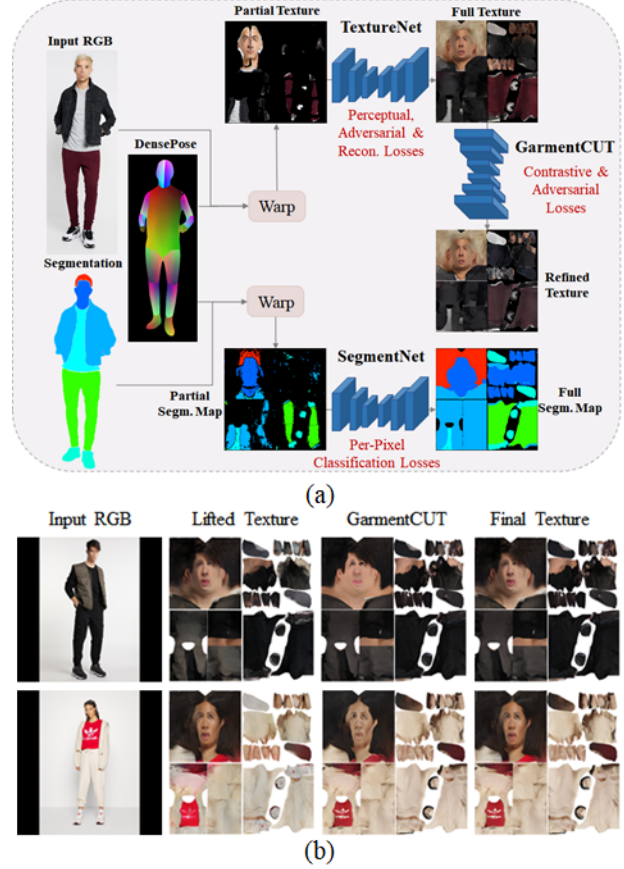 Partial Texture
TextureNet
Full Texture
Input RGB
DensePose
Perceptual,
Adversarial &
Recon. Losses
GarmentCUT
Contrastive &
Adversarial
Losses
Warp
Segmentation
Warp
Refined
Texture
SegmentNet
Partial
Segm. Map
Full
Segm. Map
Per-Pixel
Classification Losses
(a)
Input RGB Lifted Texture GarmentCUT Final Texture
(b)